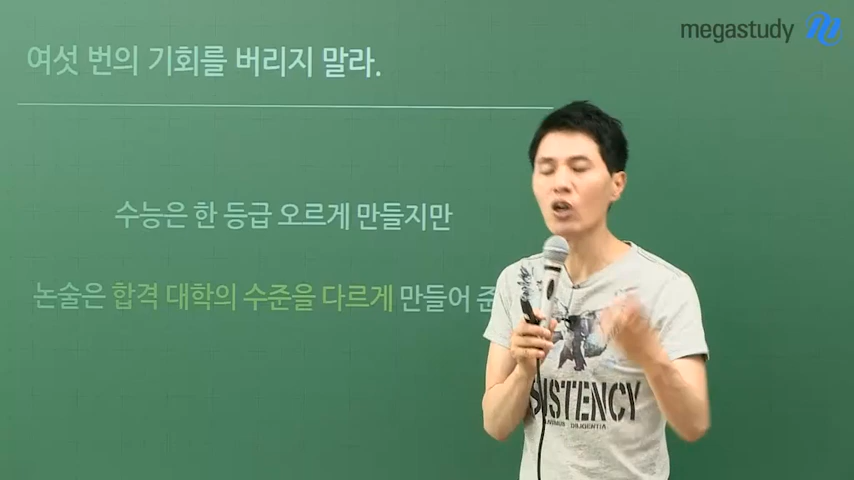 megastudy
여섯 번의 기회를 버리지 말라.
수능은 한 등급 오르게 만들지만
논술은 합격 대학의 수준을 다르게 만들어 준
SISTENCY
DILIGENTIA